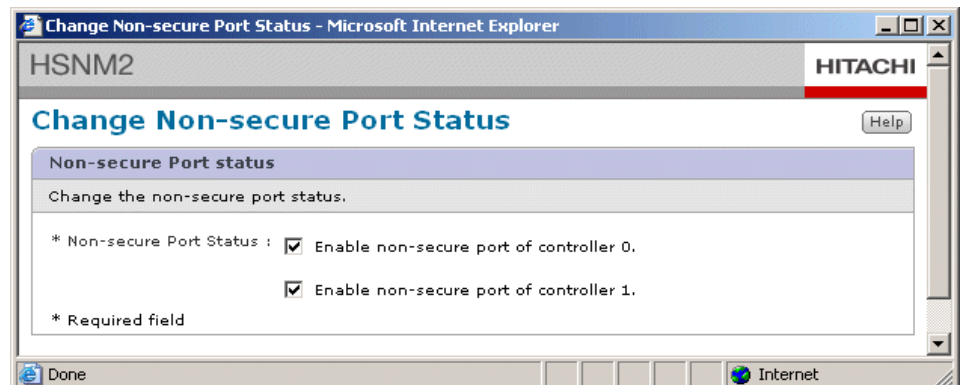 Change Non-secure Port Status - Microsoft Internet Explorer
HSNM2
HITACHI
Change Non-secure Port Status
Help
Non-secure Port status
Change the non-secure port status.
* Non-secure Port Status : Enable non-secure port of controller 0.
Enable non-secure port of controller 1.
* Required field
Done
Internet